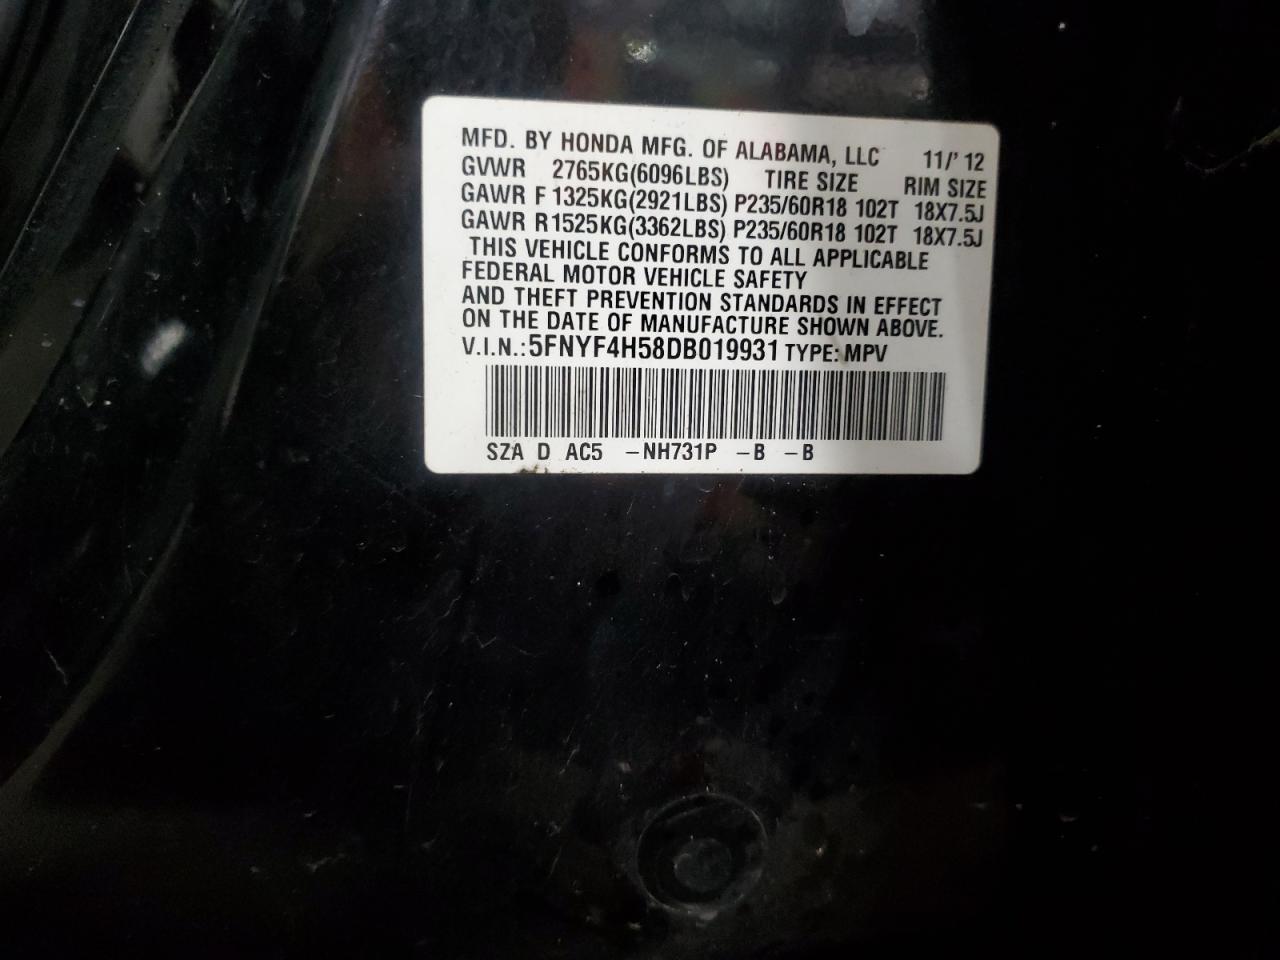 MFD. BY HONDA MFG. OF ALABAMA, LLC 11/' 12
GVWR 2765KG(6096LBS) TIRE SIZE RIM SIZE
GAWR F 1325KG(2921LBS) P235/60R18 102T 18X7.5J
GAWR R1525KG(3362LBS) P235/60R18 102T 18X7.5J
THIS VEHICLE CONFORMS TO ALL APPLICABLE
FEDERAL MOTOR VEHICLE SAFETY
AND THEFT PREVENTION STANDARDS IN EFFECT
ON THE DATE OF MANUFACTURE SHOWN ABOVE.
V.I.N.:5FNYF4H58DB019931 TYPE: MPV
SZA D AC5 -NH731P -B -B